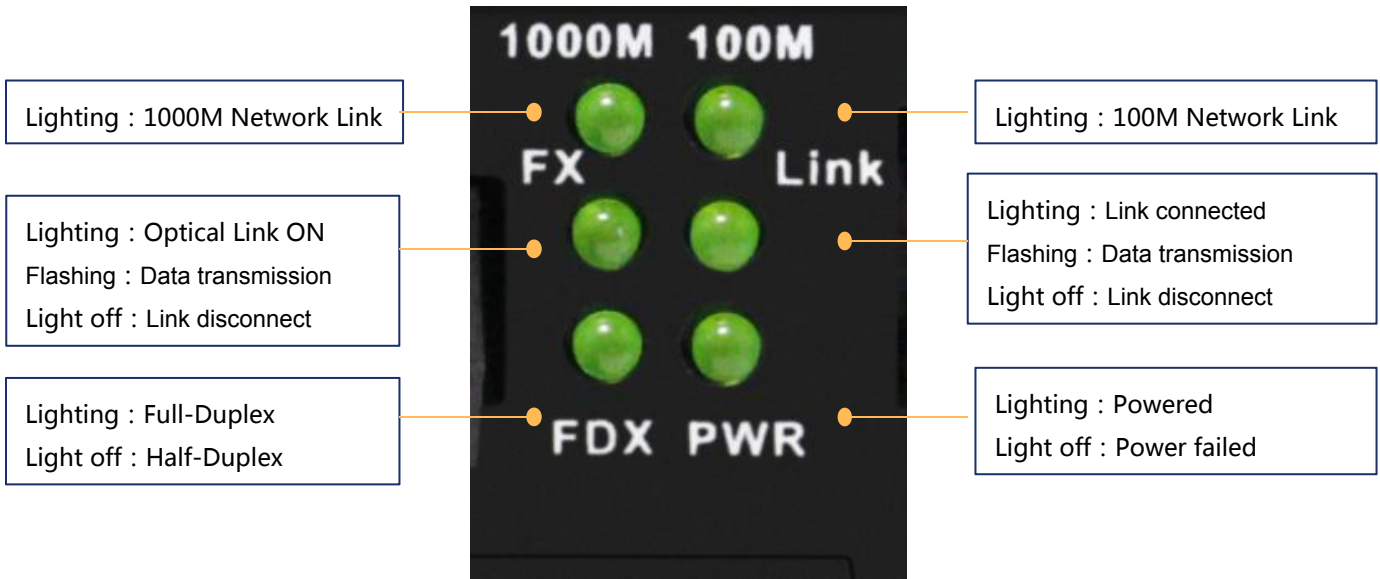 1000M 100M
Lighting : 1000M Network Link
Lighting : 100M Network Link
FX
Link
Lighting : Optical Link ON
Flashing : Data transmission
Light off : Link disconnect
Lighting : Link connected
Flashing : Data transmission
Light off : Link disconnect
Lighting : Full-Duplex
Light off : Half-Duplex
Lighting : Powered
Light off : Power failed
FDX PWR